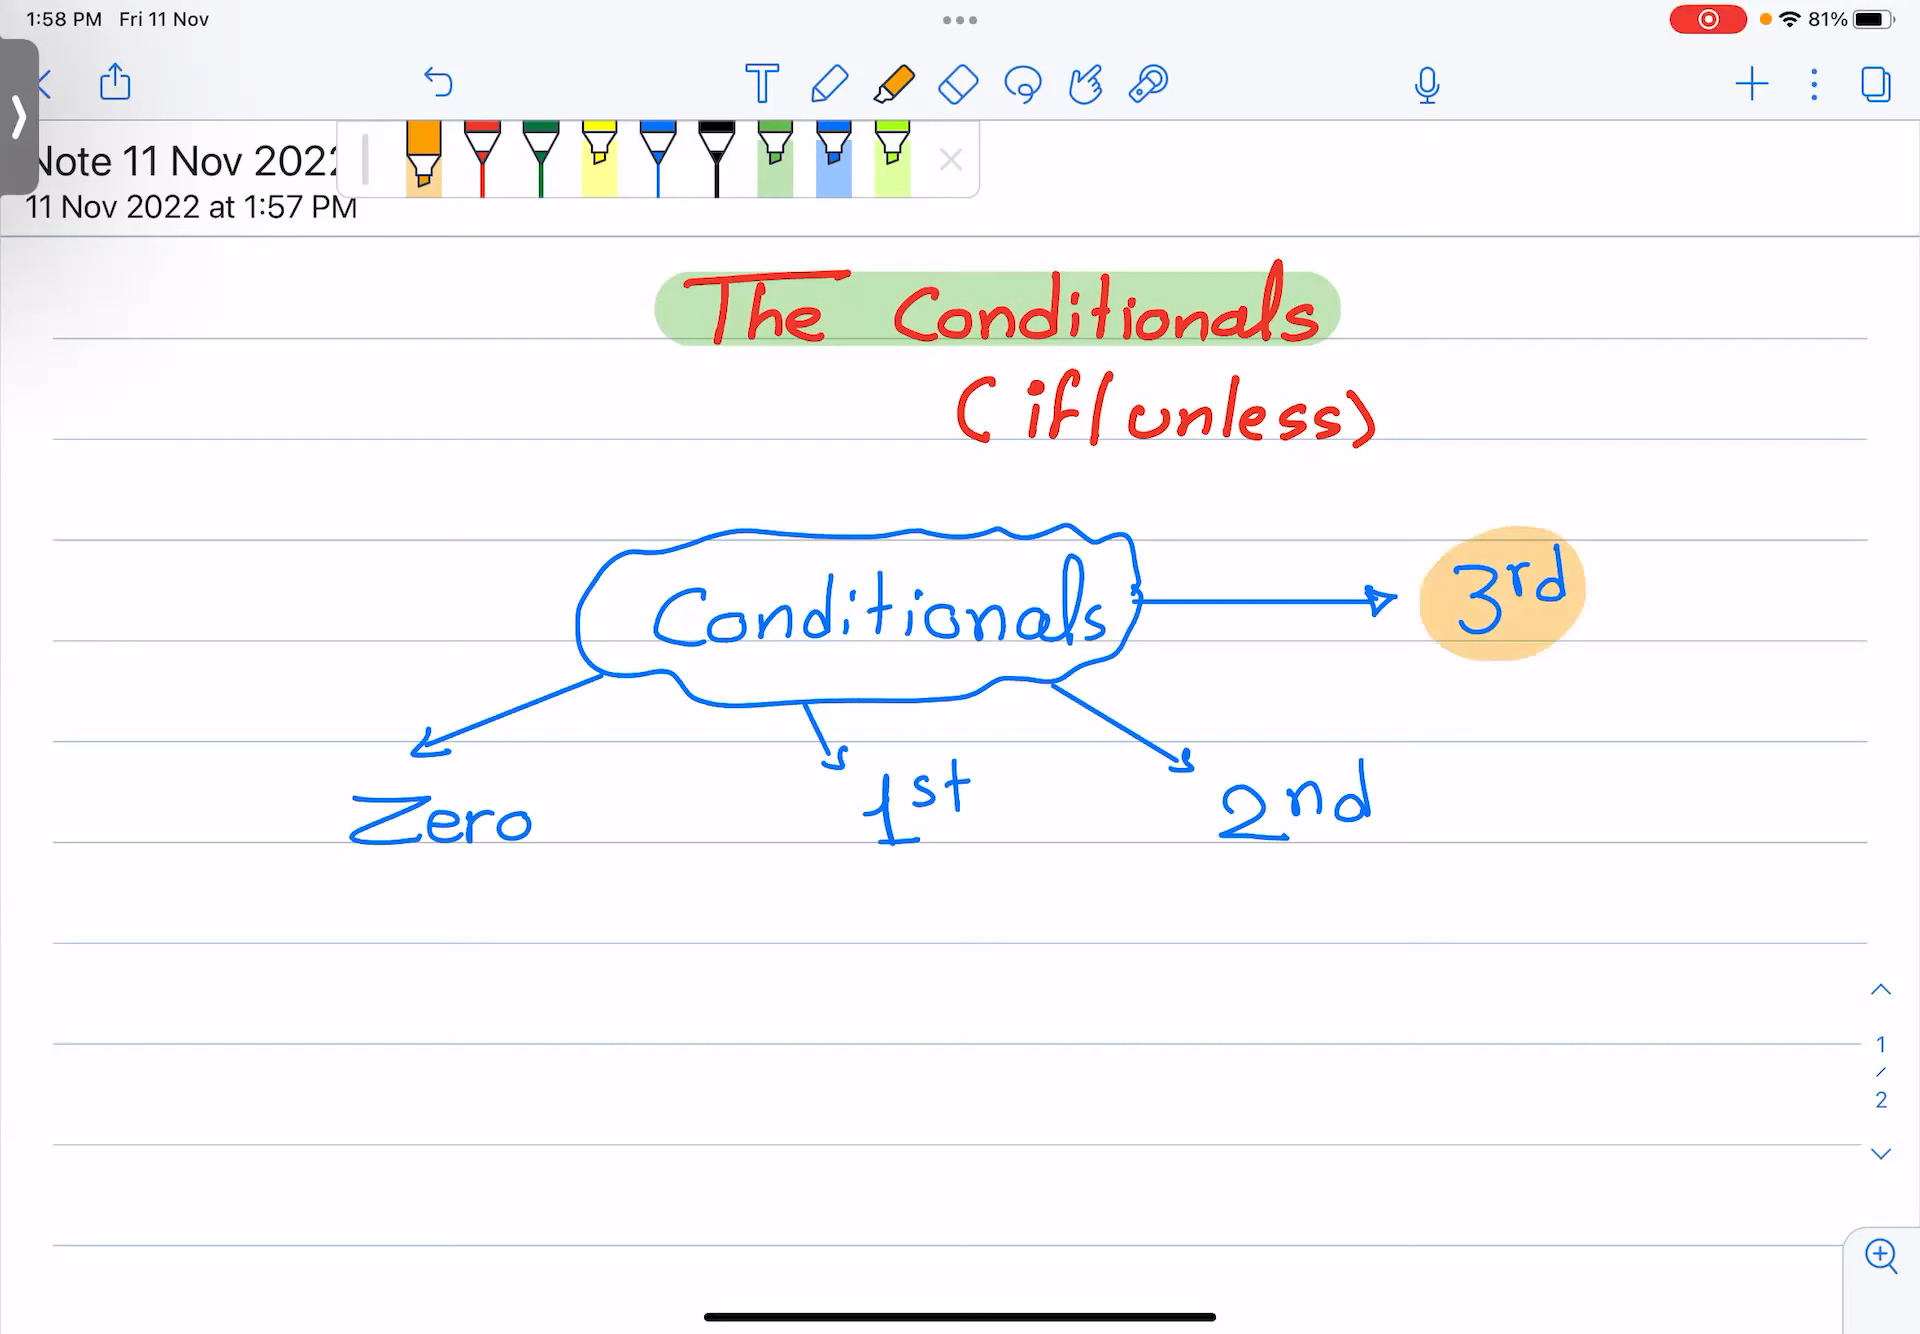 1:58 PM Fri 11 Nov
81%
Note 11 Nov 2022
11 Nov 2022 at 1:57 PM
The Conditionals
(if/unless)
Conditionals
3rd
Zero
1st
2nd
1
/
2